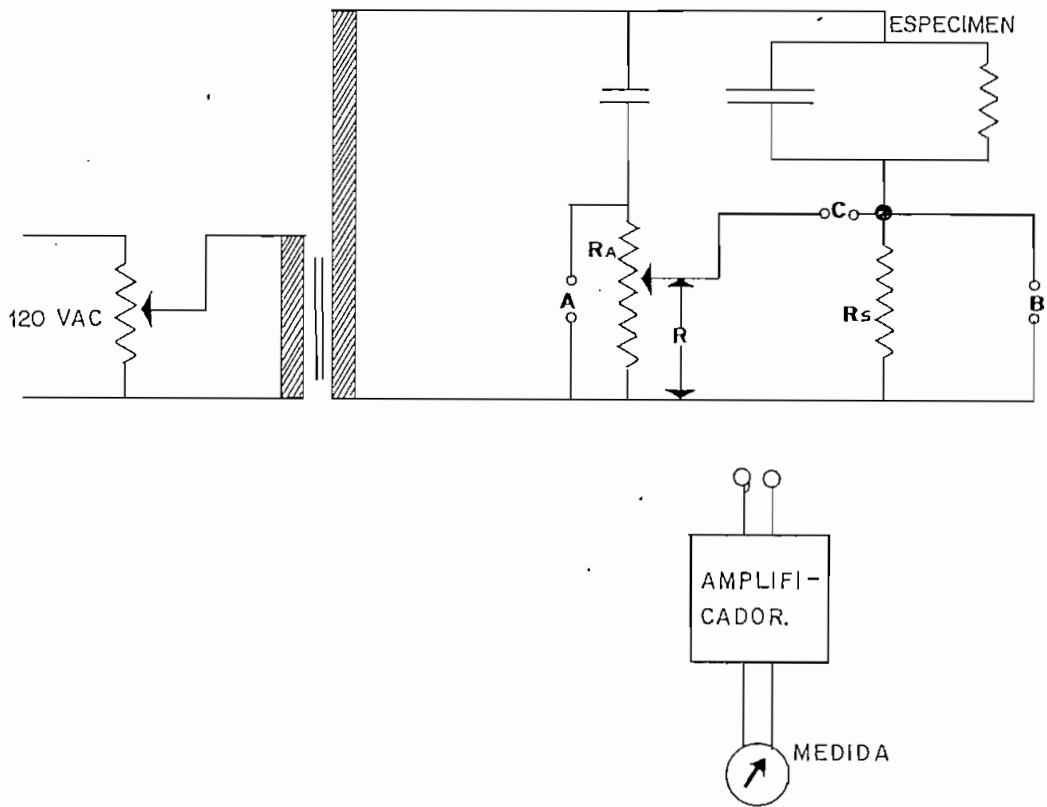 ESPECIMEN
C
RA
A
R
RS
B
120 VAC
AMPLIFI-
CADOR.
MEDIDA